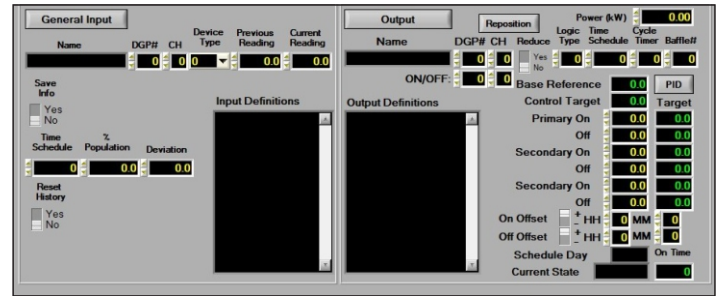 General Input
Name DGP# CH Device Type Previous Reading Current Reading
0 0 0 0.0 0.0
Save Info
Yes
No
Time Schedule % Population Deviation
0 0.0 0.0
Reset History
Yes
No
Input Definitions
Output Reposition Power (kW) 0.00
Name DGP# CH Reduce Logic Type Time Schedule Cycle Timer Baffle#
0 0 Yes No 0 0 0 0
ON/OFF: 0 0
Base Reference 0.0 PID
Output Definitions
Control Target 0.0 Target
Primary On 0.0 0.0
Off 0.0 0.0
Secondary On 0.0 0.0
Off 0.0 0.0
Secondary On 0.0 0.0
Off 0.0 0.0
On Offset + - HH 0 MM 0
Off Offset + - HH 0 MM 0
Schedule Day On Time
Current State 0